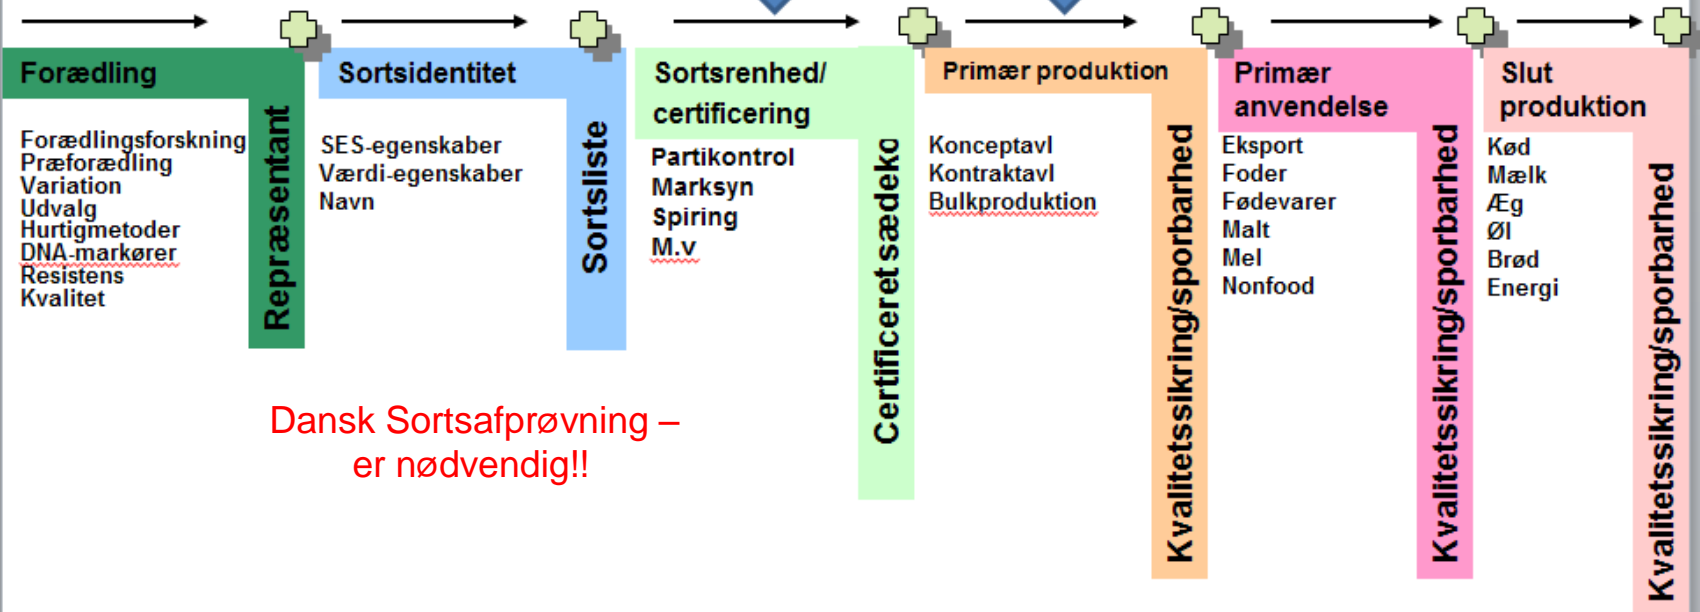 Forædling
Forædlingsforskning
Præforædling
Variation
Udvalg
Hurtigmetoder
DNA-markører
Resistens
Kvalitet
Repræsentant
Sortsidentitet
SES-egenskaber
Værdi-egenskaber
Navn
Sortsliste
Sortsrenhed/
certificering
Partikontrol
Marksyn
Spiring
M.v
Certificeret sædeko
Primær produktion
Konceptavl
Kontraktavl
Bulkproduktion
Kvalitetssikring/sporbarhed
Primær
anvendelse
Eksport
Foder
Fødevarer
Malt
Mel
Nonfood
Kvalitetssikring/sporbarhed
Slut
produktion
Kød
Mælk
Æg
Øl
Brød
Energi
Kvalitetssikring/sporbarhed
Dansk Sortsafprøvning –
er nødvendig!!